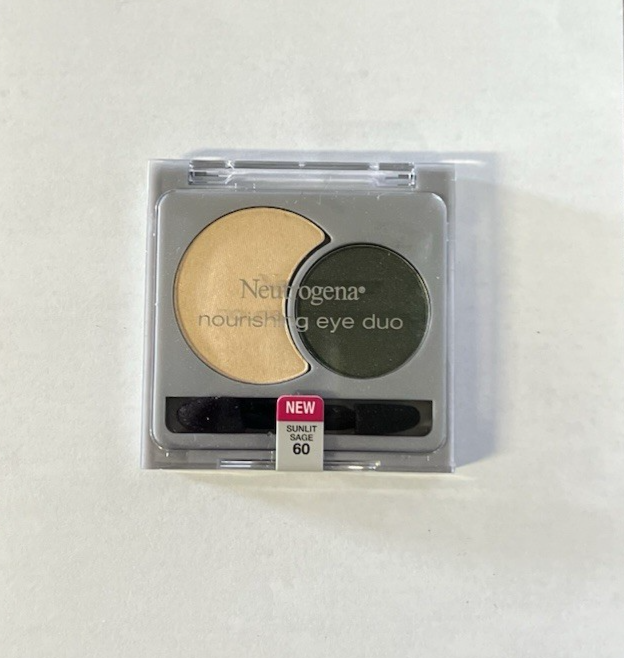 Neutrogena®
nourishing eye duo
NEW
SUNLIT
SAGE
60